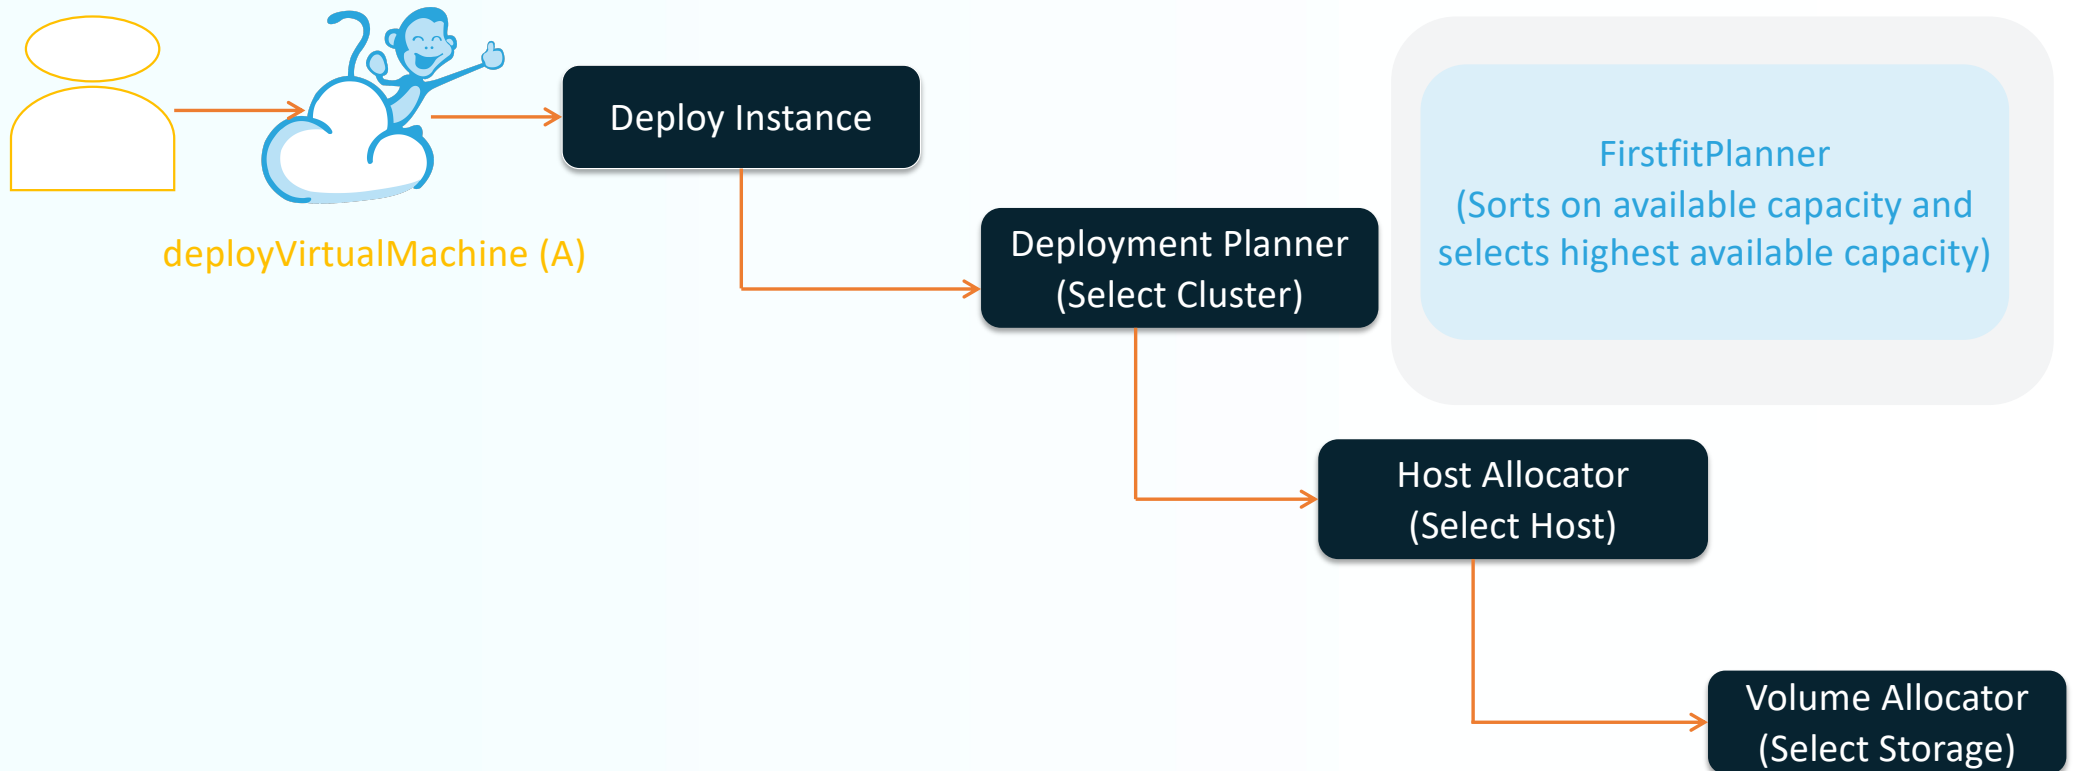 Deploy Instance
deployVirtualMachine (A)
Deployment Planner
(Select Cluster)
FirstfitPlanner
(Sorts on available capacity and
selects highest available capacity)
Host Allocator
(Select Host)
Volume Allocator
(Select Storage)